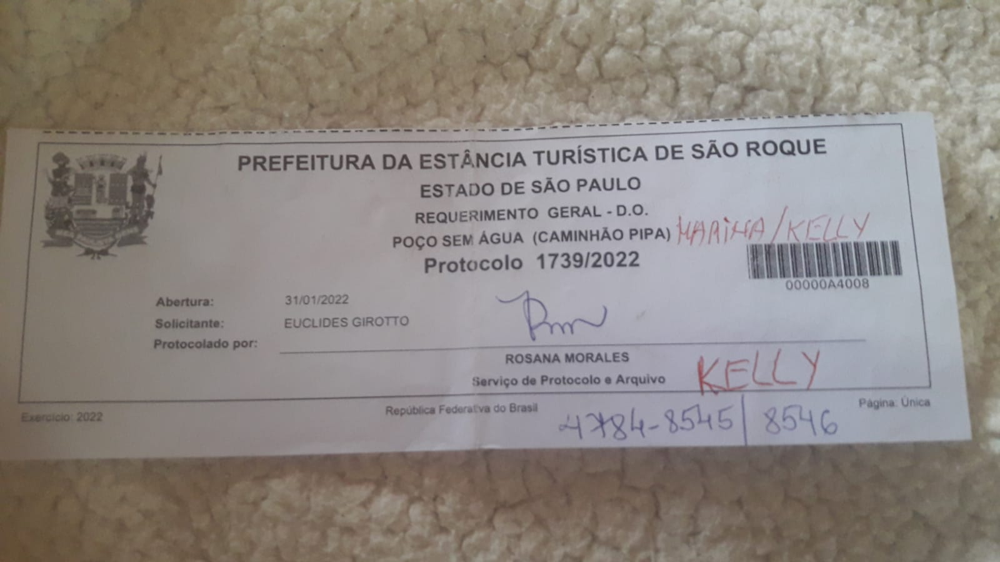 PREFEITURA DA ESTÂNCIA TURÍSTICA DE SÃO ROQUE
ESTADO DE SÃO PAULO
REQUERIMENTO GERAL - D.O.
POÇO SEM ÁGUA (CAMINHÃO PIPA) MARINA/KELLY
Protocolo 1739/2022
00000A4008
Abertura: 31/01/2022
Solicitante: EUCLIDES GIROTTO
Protocolado por:
ROSANA MORALES
Serviço de Protocolo e Arquivo KELLY
Exercício: 2022 República Federativa do Brasil Página: Única
4784-8545/8546